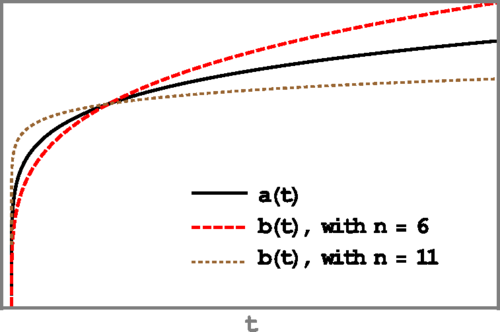 a(t)
b(t), with n = 6
b(t), with n = 11
t